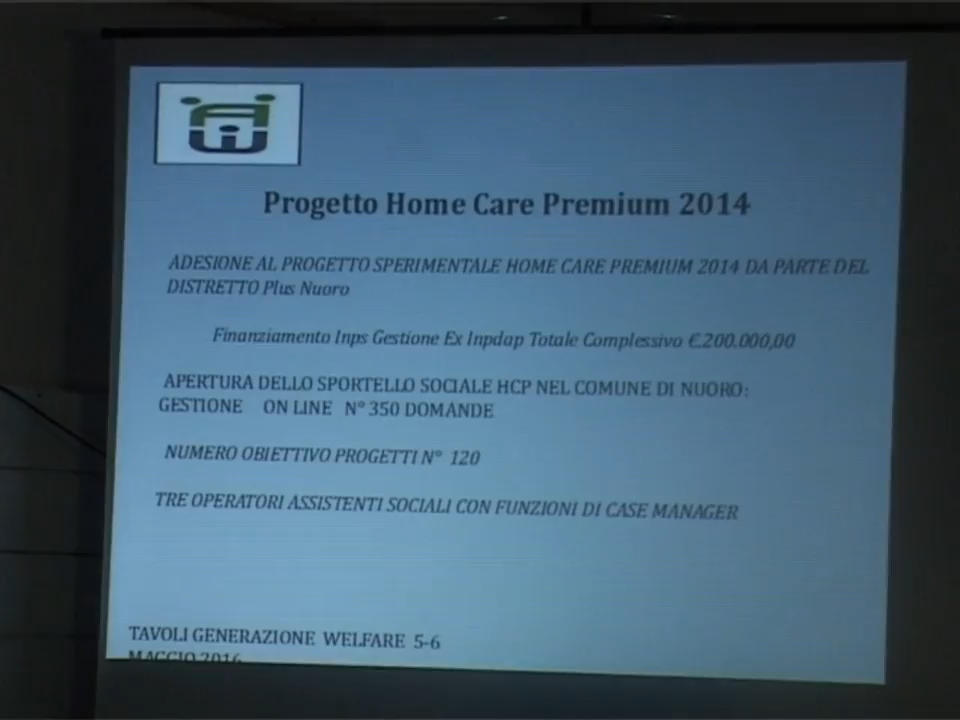 Progetto Home Care Premium 2014
ADESIONE AL PROGETTO SPERIMENTALE HOME CARE PREMIUM 2014 DA PARTE DEL
DISTRETTO Plus Nuoro
Finanziamento Inps Gestione Ex Inpdap Totale Complessivo €.200.000,00
APERTURA DELLO SPORTELLO SOCIALE HCP NEL COMUNE DI NUORO:
GESTIONE ON LINE N° 350 DOMANDE
NUMERO OBIETTIVO PROGETTI N° 120
TRE OPERATORI ASSISTENTI SOCIALI CON FUNZIONI DI CASE MANAGER
TAVOLI GENERAZIONE WELFARE 5-6
MAGGIO 2016